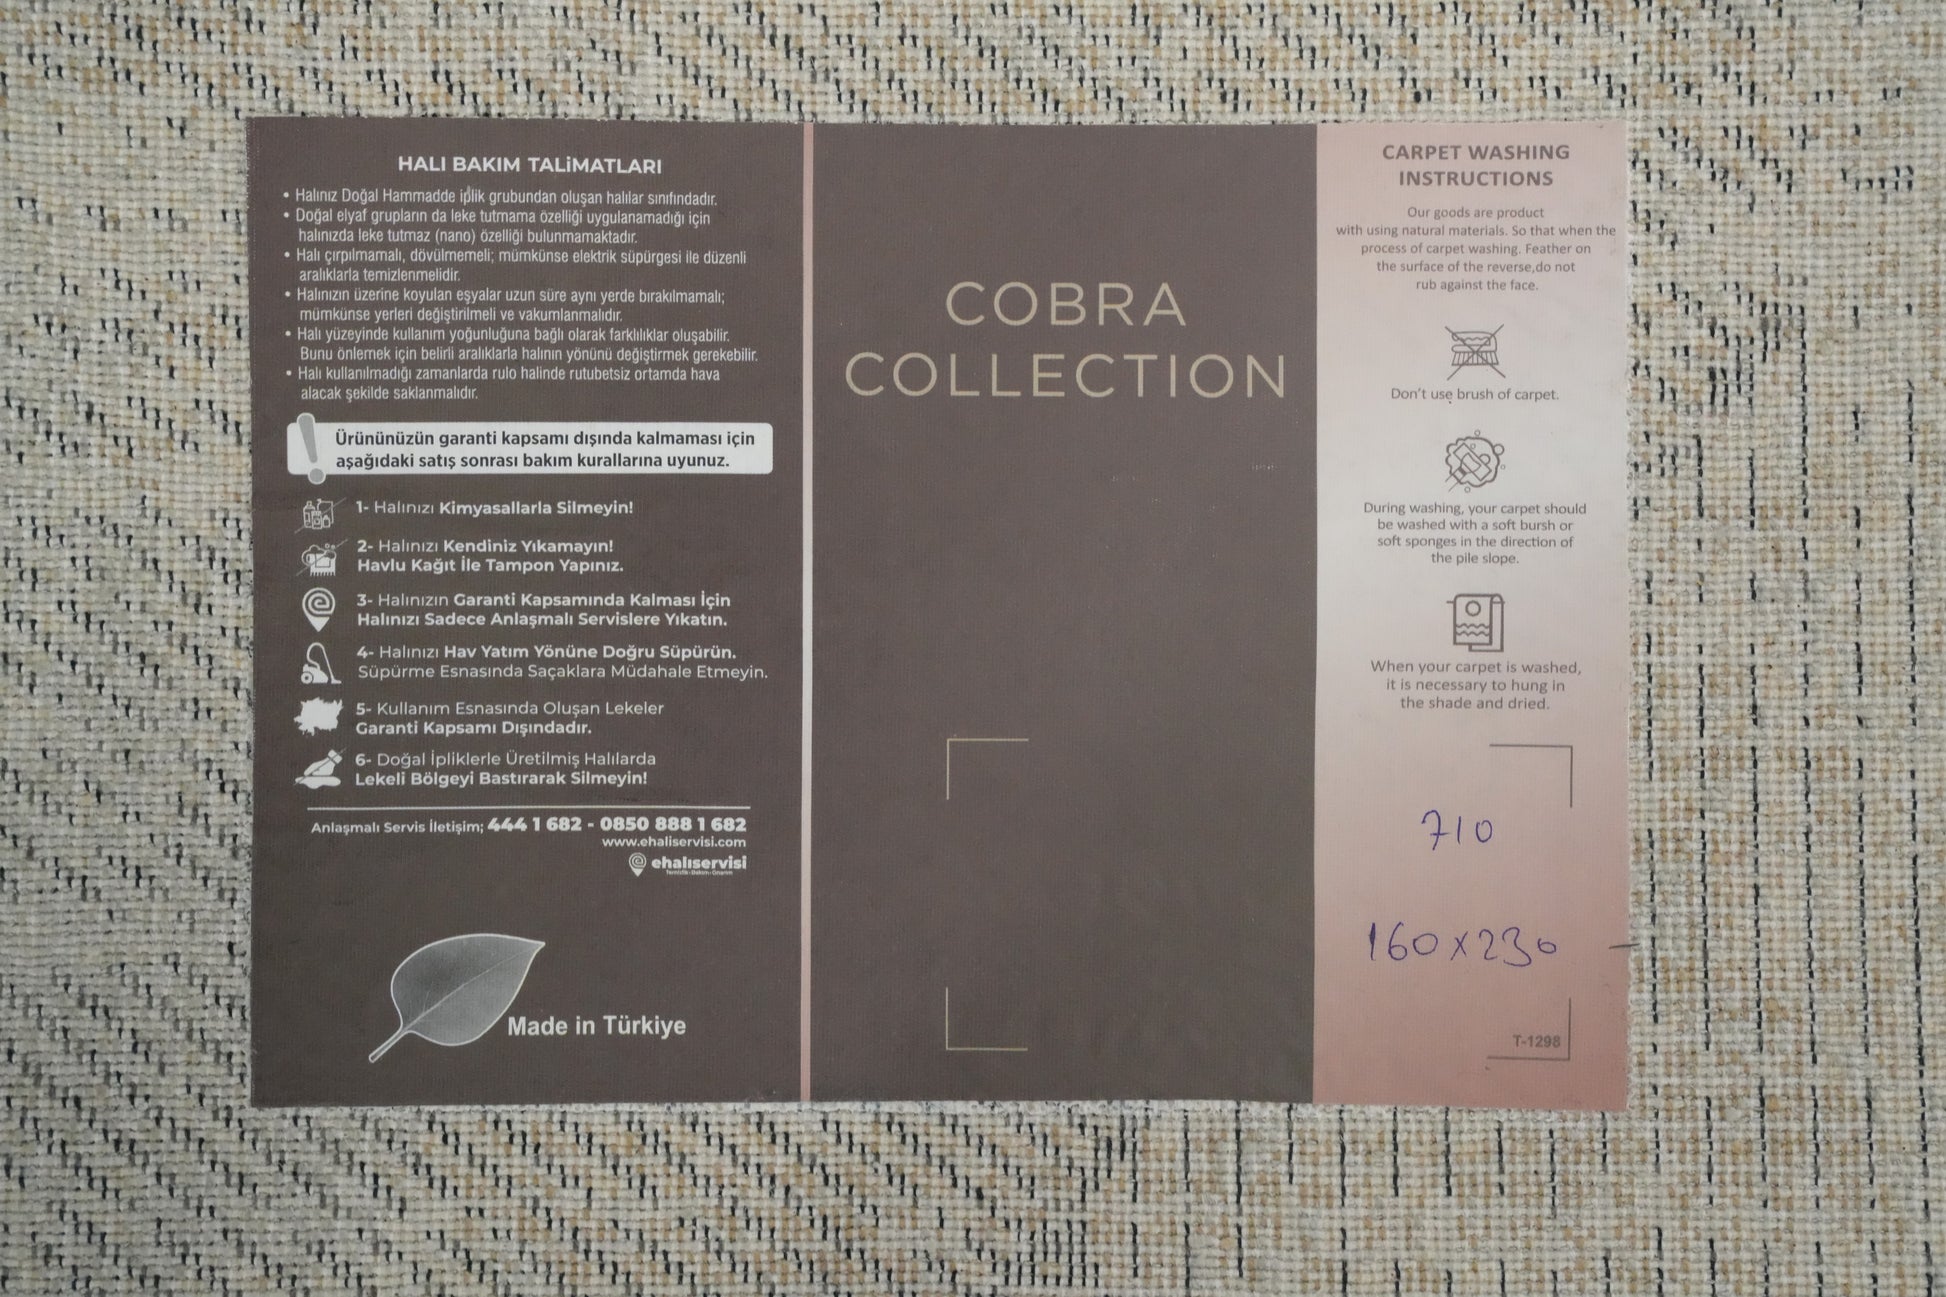 HALI BAKIM TALiMATLARI
• Halınız Doğal Hammadde iplik grubundan oluşan halılar sınıfındadır.
• Doğal elyaf grupların da leke tutmama özelliği uygulanamadığı için
halınızda leke tutmaz (nano) özelliği bulunmamaktadır.
• Halı çırpılmamalı, dövülmemeli; mümkünse elektrik süpürgesi ile düzenli
aralıklarla temizlenmelidir.
• Halınızın üzerine koyulan eşyalar uzun süre aynı yerde bırakılmamalı;
mümkünse yerleri değiştirilmeli ve vakumlanmalıdır.
• Halı yüzeyinde kullanım yoğunluğuna bağlı olarak farklılıklar oluşabilir.
Bunu önlemek için belirli aralıklarla halının yönünü değiştirmek gerekebilir.
• Halı kullanılmadığı zamanlarda rulo halinde rutubetsiz ortamda hava
alacak şekilde saklanmalıdır.
Ürününüzün garanti kapsamı dışında kalmaması için
aşağıdaki satış sonrası bakım kurallarına uyunuz.
1- Halınızı Kimyasallarla Silmeyin!
2- Halınızı Kendiniz Yıkamayın!
Havlu Kağıt İle Tampon Yapınız.
3- Halınızın Garanti Kapsamında Kalması İçin
Halınızı Sadece Anlaşmalı Servislere Yıkatın.
4- Halınızı Hav Yatım Yönüne Doğru Süpürün.
Süpürme Esnasında Saçaklara Müdahale Etmeyin.
5- Kullanım Esnasında Oluşan Lekeler
Garanti Kapsamı Dışındadır.
6- Doğal İpliklerle Üretilmiş Halılarda
Lekeli Bölgeyi Bastırarak Silmeyin!
Anlaşmalı Servis İletişim; 444 1 682 - 0850 888 1 682
www.ehaliservisi.com
ehalıservisi
Temizlik - Bakım - Onarım
Made in Türkiye
COBRA
COLLECTION
CARPET WASHING
INSTRUCTIONS
Our goods are product
with using natural materials. So that when the
process of carpet washing. Feather on
the surface of the reverse,do not
rub against the face.
Don't use brush of carpet.
During washing, your carpet should
be washed with a soft bursh or
soft sponges in the direction of
the pile slope.
When your carpet is washed,
it is necessary to hung in
the shade and dried.
710
160x230
T-1298